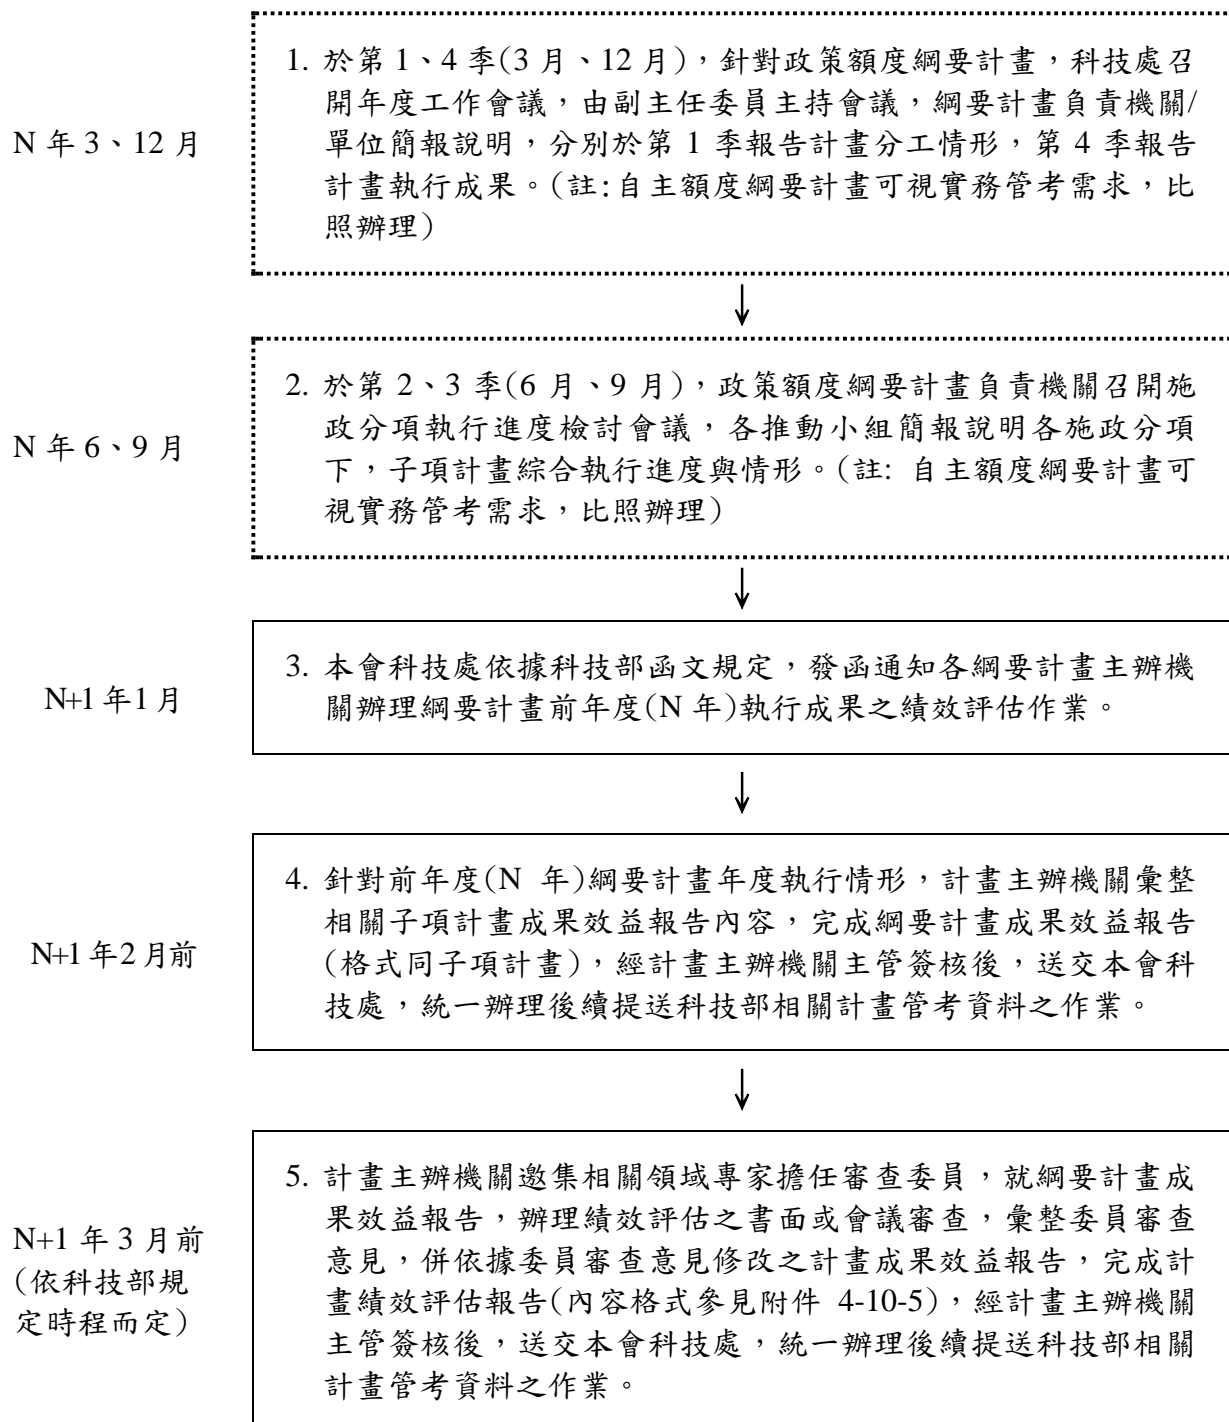 N 年 3、12 月
1. 於第 1、4 季(3 月、12 月)，針對政策額度綱要計畫，科技處召
開年度工作會議，由副主任委員主持會議，綱要計畫負責機關/
單位簡報說明，分別於第 1 季報告計畫分工情形，第 4 季報告
計畫執行成果。(註:自主額度綱要計畫可視實務管考需求，比
照辦理)
N 年 6、9 月
2. 於第 2、3 季(6 月、9 月)，政策額度綱要計畫負責機關召開施
政分項執行進度檢討會議，各推動小組簡報說明各施政分項
下，子項計畫綜合執行進度與情形。(註: 自主額度綱要計畫可
視實務管考需求，比照辦理)
N+1 年1 月
3. 本會科技處依據科技部函文規定，發函通知各綱要計畫主辦機
關辦理綱要計畫前年度(N 年)執行成果之績效評估作業。
N+1 年2 月前
4. 針對前年度(N 年)綱要計畫年度執行情形，計畫主辦機關彙整
相關子項計畫成果效益報告內容，完成綱要計畫成果效益報告
(格式同子項計畫)，經計畫主辦機關主管簽核後，送交本會科
技處，統一辦理後續提送科技部相關計畫管考資料之作業。
N+1 年 3 月前
(依科技部規
定時程而定)
5. 計畫主辦機關邀集相關領域專家擔任審查委員，就綱要計畫成
果效益報告，辦理績效評估之書面或會議審查，彙整委員審查
意見，併依據委員審查意見修改之計畫成果效益報告，完成計
畫績效評估報告(內容格式參見附件 4-10-5)，經計畫主辦機關
主管簽核後，送交本會科技處，統一辦理後續提送科技部相關
計畫管考資料之作業。